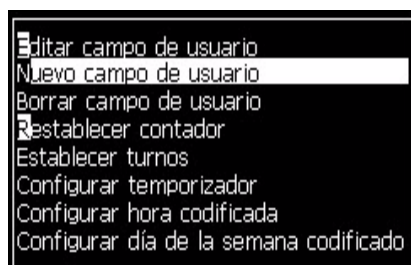 Editar campo de usuario
Nuevo campo de usuario
Borrar campo de usuario
Restablecer contador
Establecer turnos
Configurar temporizador
Configurar hora codificada
Configurar día de la semana codificado